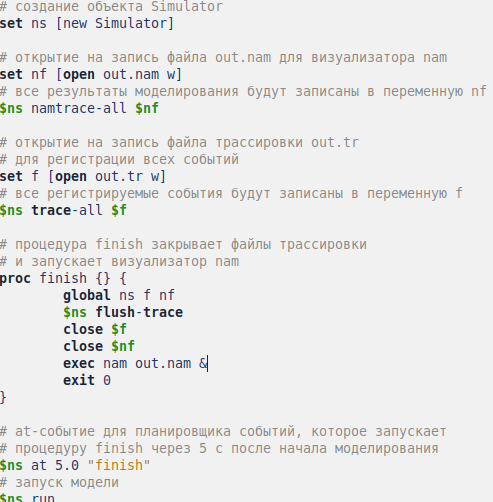 # создание объекта Simulator
set ns [new Simulator]
# открытие на запись файла out.nam для визуализатора nam
set nf [open out.nam w]
# все результаты моделирования будут записаны в переменную nf
$ns namtrace-all $nf
# открытие на запись файла трассировки out.tr
# для регистрации всех событий
set f [open out.tr w]
# все регистрируемые события будут записаны в переменную f
$ns trace-all $f
# процедура finish закрывает файлы трассировки
# и запускает визуализатор nam
proc finish {} {
        global ns f nf
        $ns flush-trace
        close $f
        close $nf
        exec nam out.nam &
        exit 0
}
# at-событие для планировщика событий, которое запускает
# процедуру finish через 5 с после начала моделирования
$ns at 5.0 "finish"
# запуск модели
$ns run